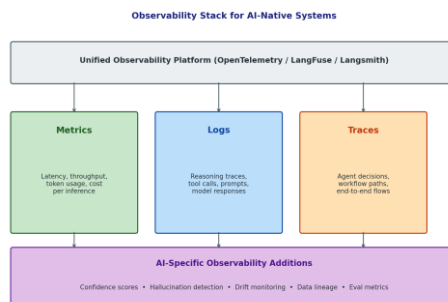 Observability Stack for AI-Native Systems
Unified Observability Platform (OpenTelemetry / LangFuse / Langsmith)
Metrics
Latency, throughput,
token usage, cost
per inference
Logs
Reasoning traces,
tool calls, prompts,
model responses
Traces
Agent decisions,
workflow paths,
end-to-end flows
AI-Specific Observability Additions
Confidence scores • Hallucination detection • Drift monitoring • Data lineage • Eval metrics